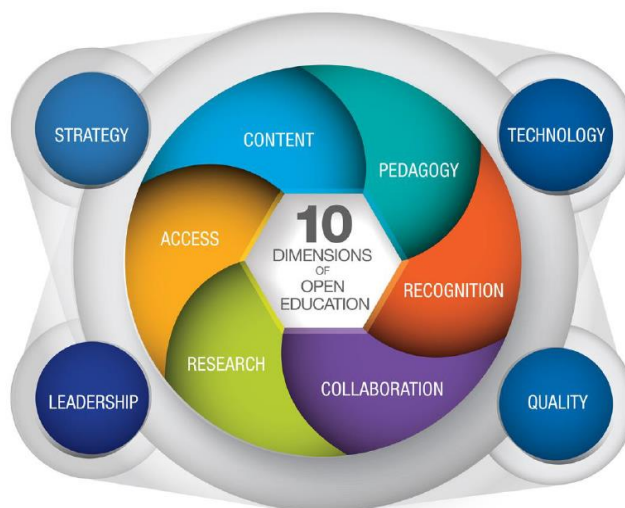 STRATEGY
TECHNOLOGY
CONTENT
PEDAGOGY
ACCESS
10
DIMENSIONS
OF
OPEN
EDUCATION
RECOGNITION
RESEARCH
COLLABORATION
LEADERSHIP
QUALITY